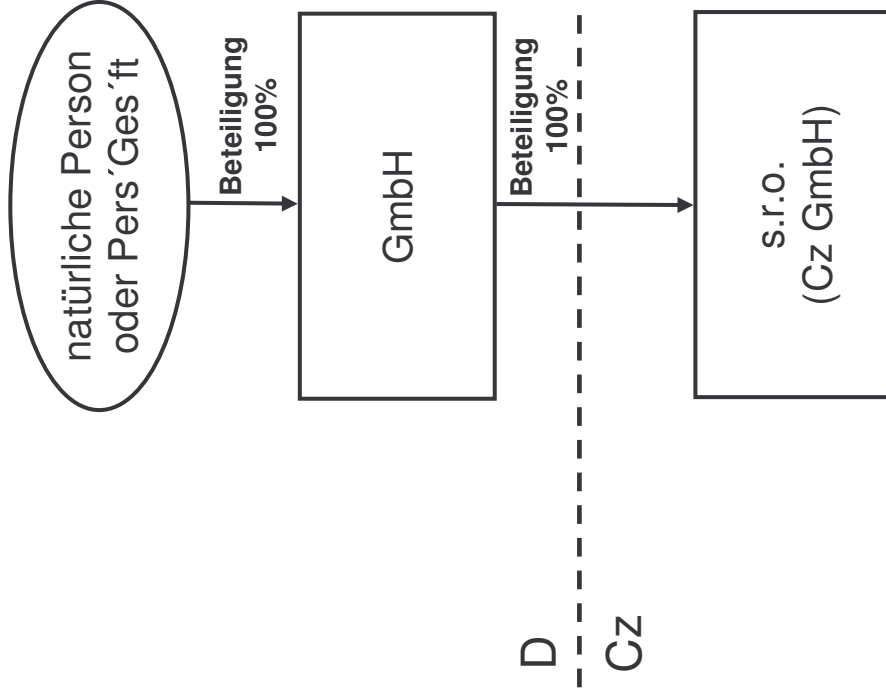 natürliche Person
oder Pers´Ges´ft
Beteiligung
100%
GmbH
Beteiligung
100%
D
Cz
s.r.o.
(Cz GmbH)